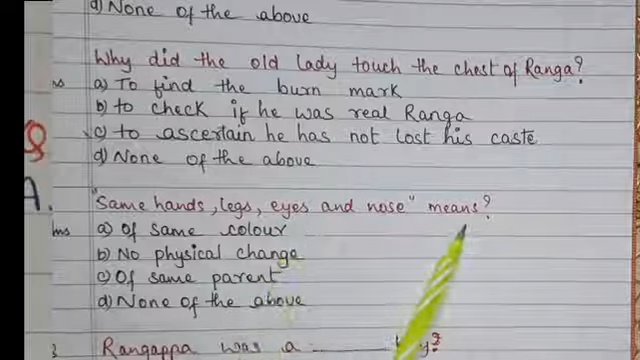 d) None of the above
Why did the old lady touch the chest of Ranga?
a) To find the burn mark
b) to check if he was real Ranga
c) to ascertain he has not lost his caste
d) None of the above
"Same hands, legs, eyes and nose" means?
ms a) Of same colour
b) No physical change
c) Of same parent
d) None of the above
Rangappa was a